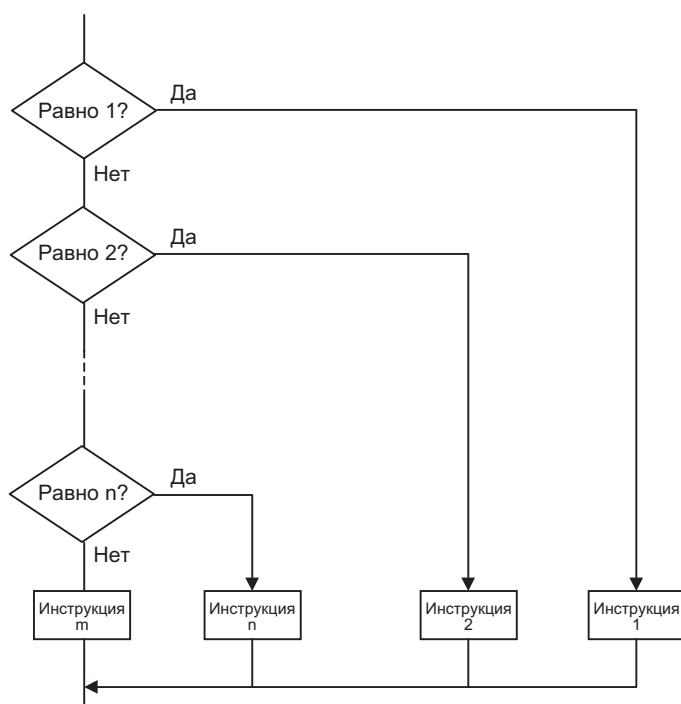 Да
Равно 1?
Нет
Да
Равно 2?
Нет
Да
Равно n?
Нет
Инструкция
m
Инструкция
n
Инструкция
2
Инструкция
1